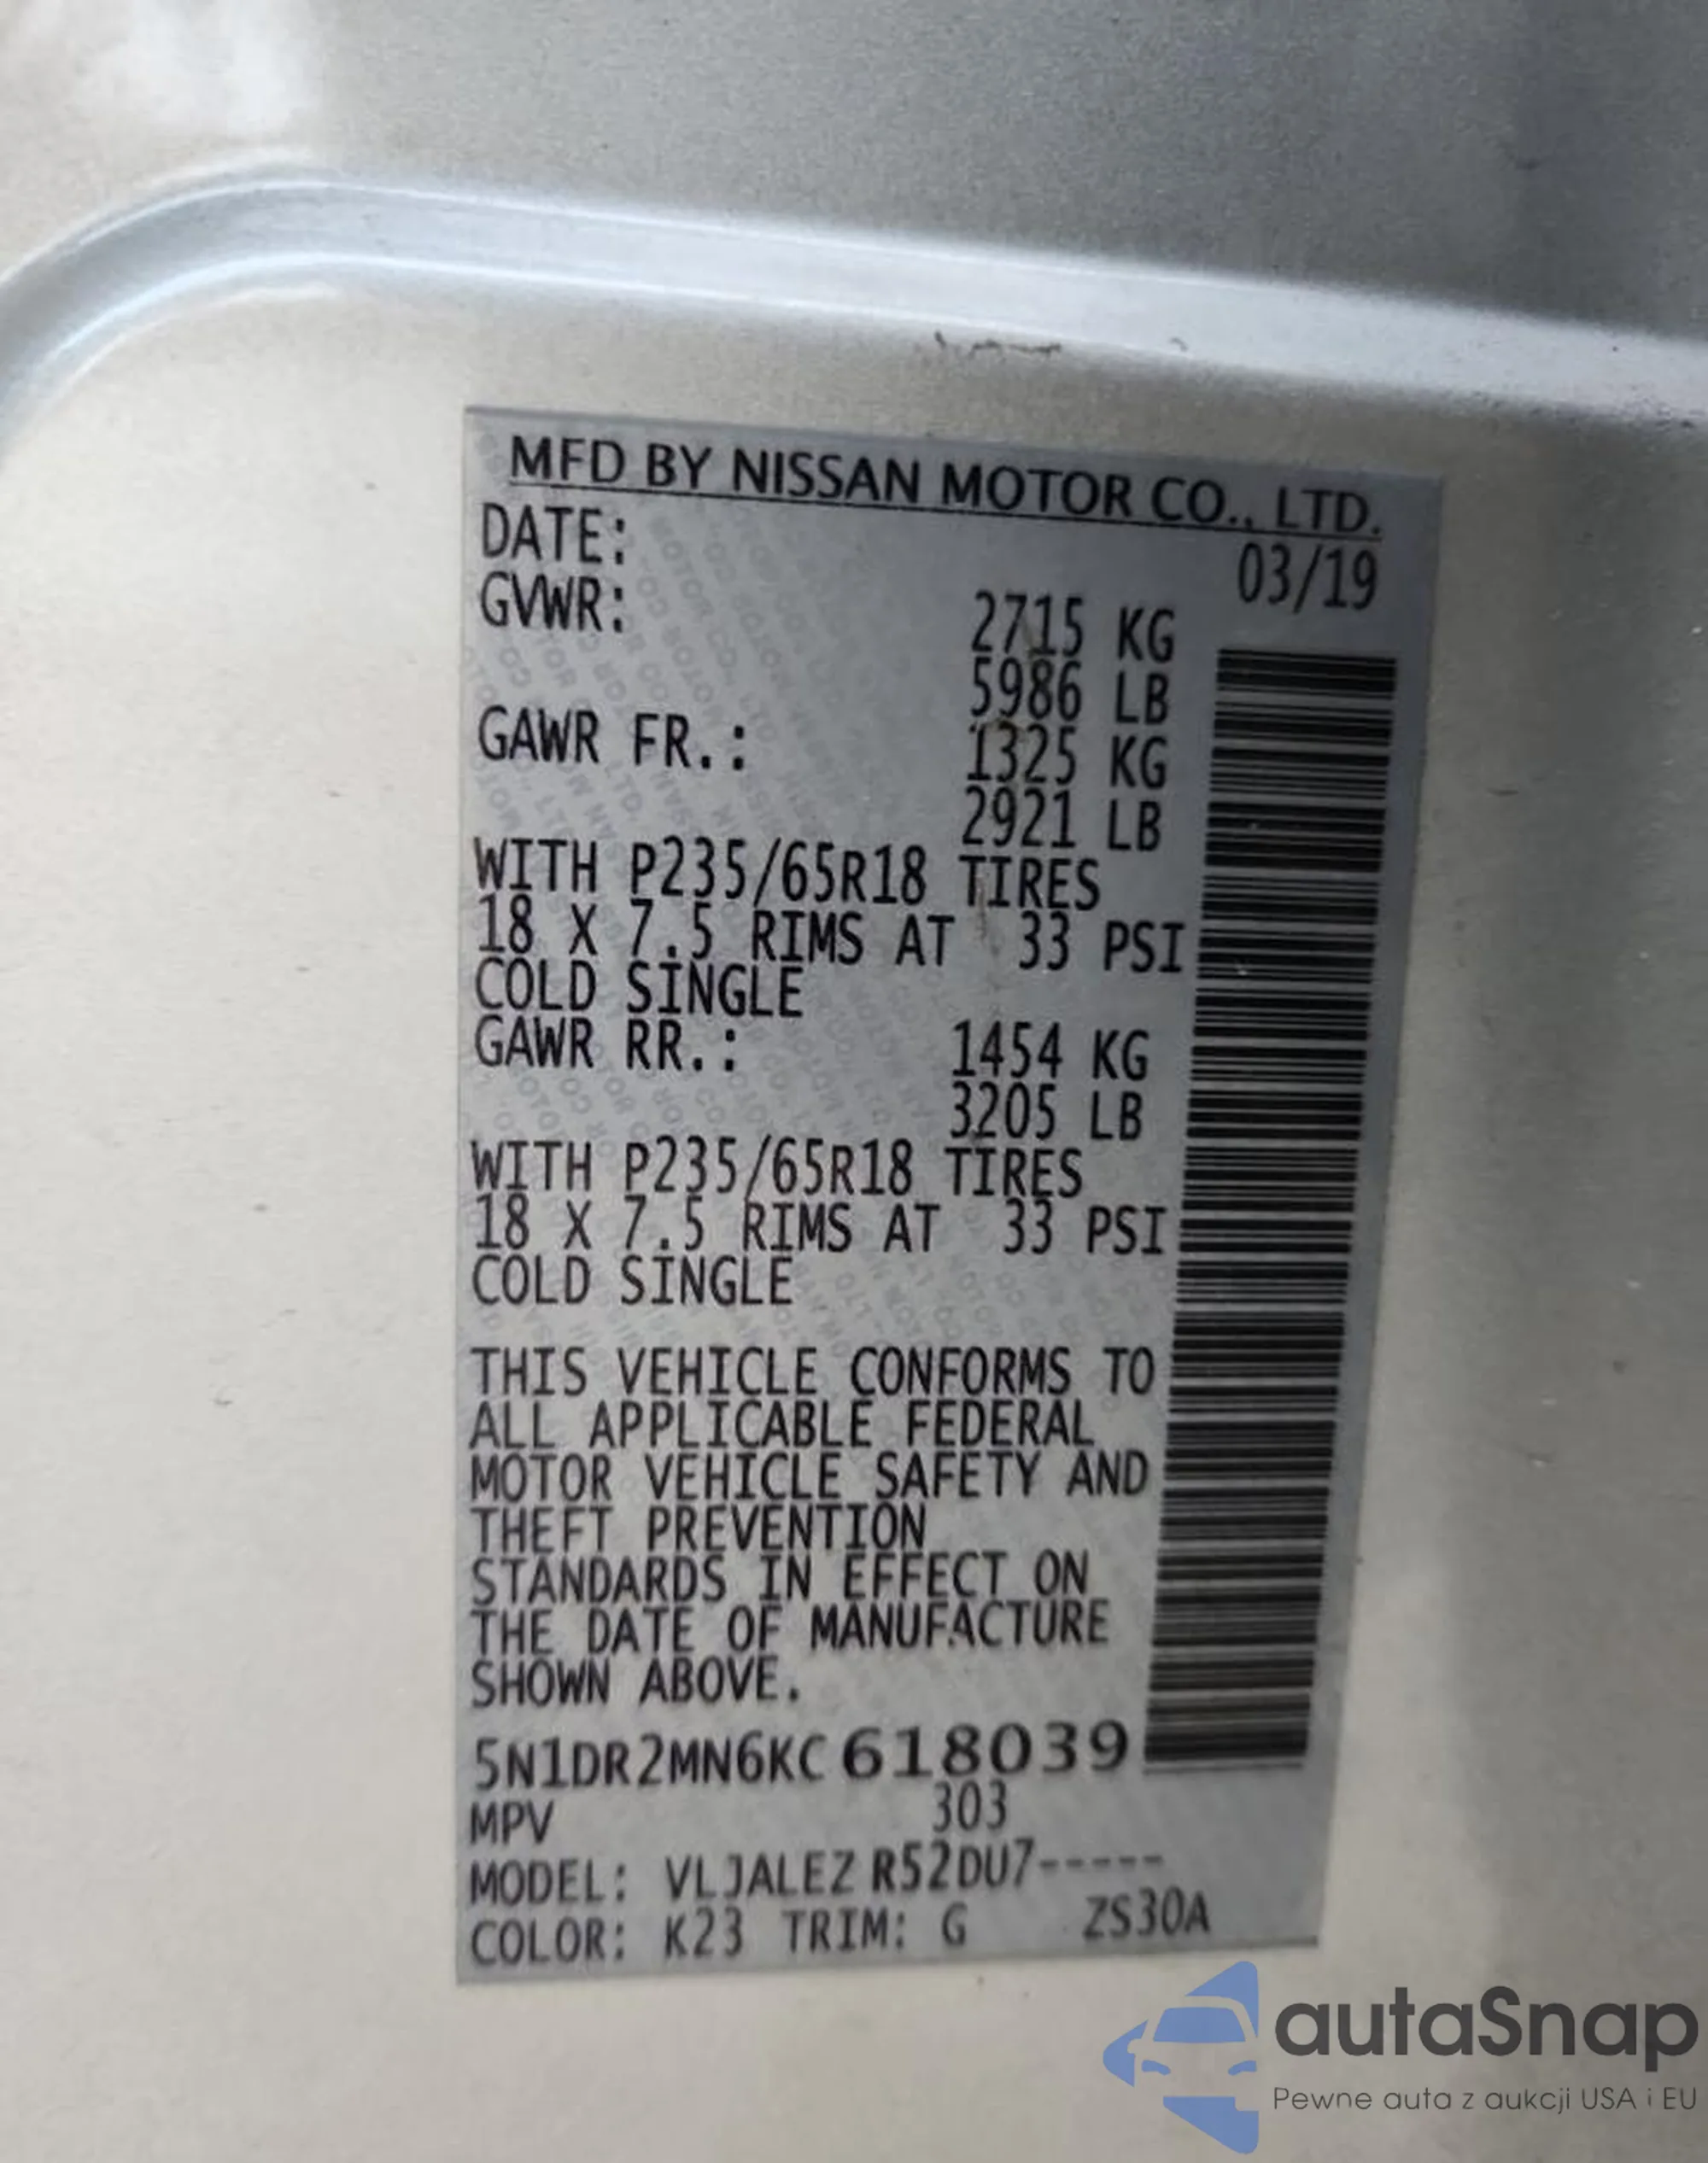 MFD BY NISSAN MOTOR CO., LTD.
DATE: 03/19
GVWR: 2715 KG
5986 LB
GAWR FR.: 1325 KG
2921 LB
WITH P235/65R18 TIRES
18 X 7.5 RIMS AT 33 PSI
COLD SINGLE
GAWR RR.: 1454 KG
3205 LB
WITH P235/65R18 TIRES
18 X 7.5 RIMS AT 33 PSI
COLD SINGLE
THIS VEHICLE CONFORMS TO
ALL APPLICABLE FEDERAL
MOTOR VEHICLE SAFETY AND
THEFT PREVENTION
STANDARDS IN EFFECT ON
THE DATE OF MANUFACTURE
SHOWN ABOVE.
5N1DR2MN6KC618039
MPV 303
MODEL: VLJALEZ R52DU7-----
COLOR: K23 TRIM: G ZS30A
autaSnap
Pewne auta z aukcji USA i EU